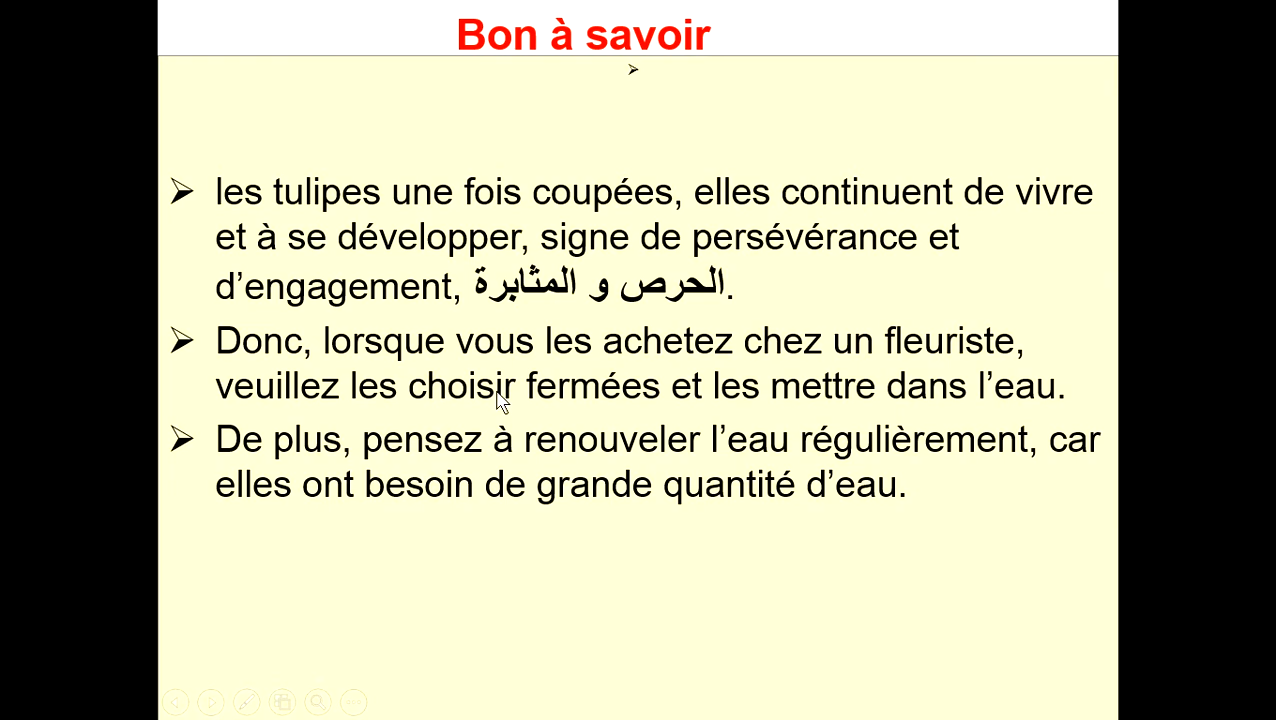 Bon à savoir
les tulipes une fois coupées, elles continuent de vivre
et à se développer, signe de persévérance et
d’engagement, الحرص و المثابرة.
Donc, lorsque vous les achetez chez un fleuriste,
veuillez les choisir fermées et les mettre dans l’eau.
De plus, pensez à renouveler l’eau régulièrement, car
elles ont besoin de grande quantité d’eau.